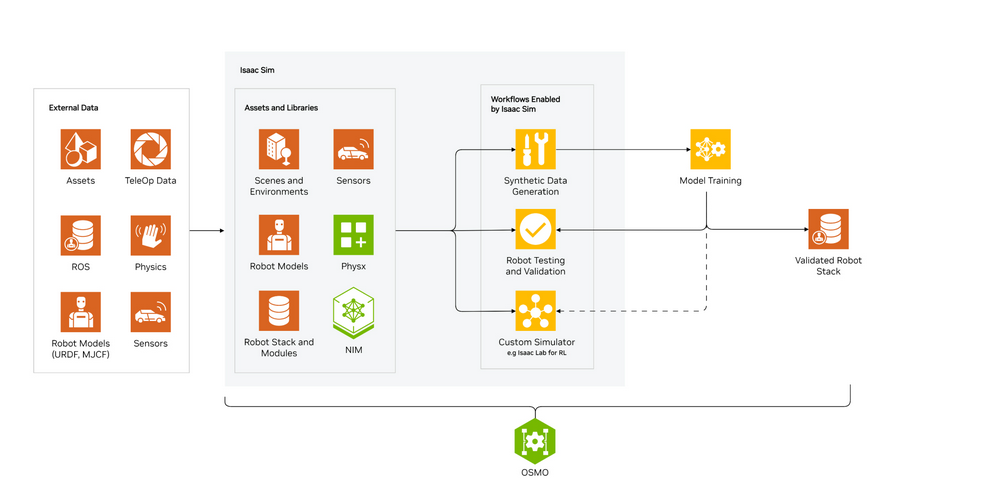 Isaac Sim
External Data
Assets
TeleOp Data
ROS
Physics
Robot Models
(URDF, MJCF)
Sensors
Assets and Libraries
Scenes and
Environments
Sensors
Robot Models
Physx
Robot Stack and
Modules
NIM
Workflows Enabled
by Isaac Sim
Synthetic Data
Generation
Robot Testing
and Validation
Custom Simulator
e.g Isaac Lab for RL
Model Training
Validated Robot
Stack
OSMO